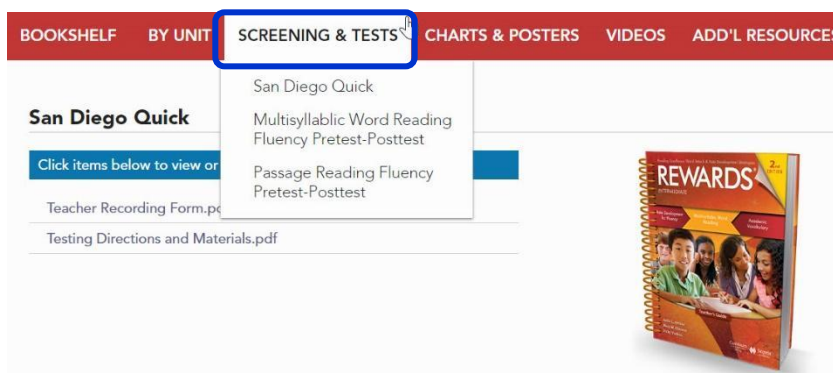 BOOKSHELF BY UNIT SCREENING & TESTS CHARTS & POSTERS VIDEOS ADD'L RESOURCES
San Diego Quick
Multisyllablic Word Reading
Fluency Pretest-Posttest
Passage Reading Fluency
Pretest-Posttest
San Diego Quick
Click items below to view or
Teacher Recording Form.pd
Testing Directions and Materials.pdf
REWARDS
INTERMEDIATE
2nd
EDITION
Teacher's Guide